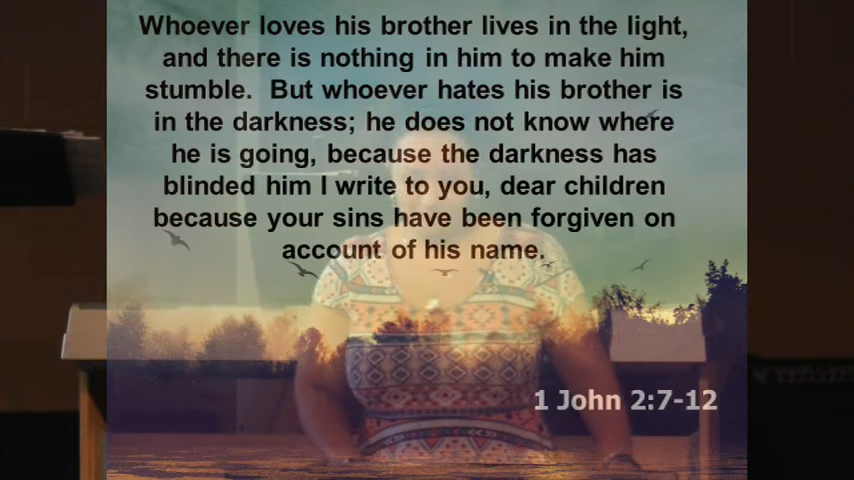 Whoever loves his brother lives in the light,
and there is nothing in him to make him
stumble.  But whoever hates his brother is
in the darkness; he does not know where
he is going, because the darkness has
blinded him I write to you, dear children
because your sins have been forgiven on
account of his name.
1 John 2:7-12